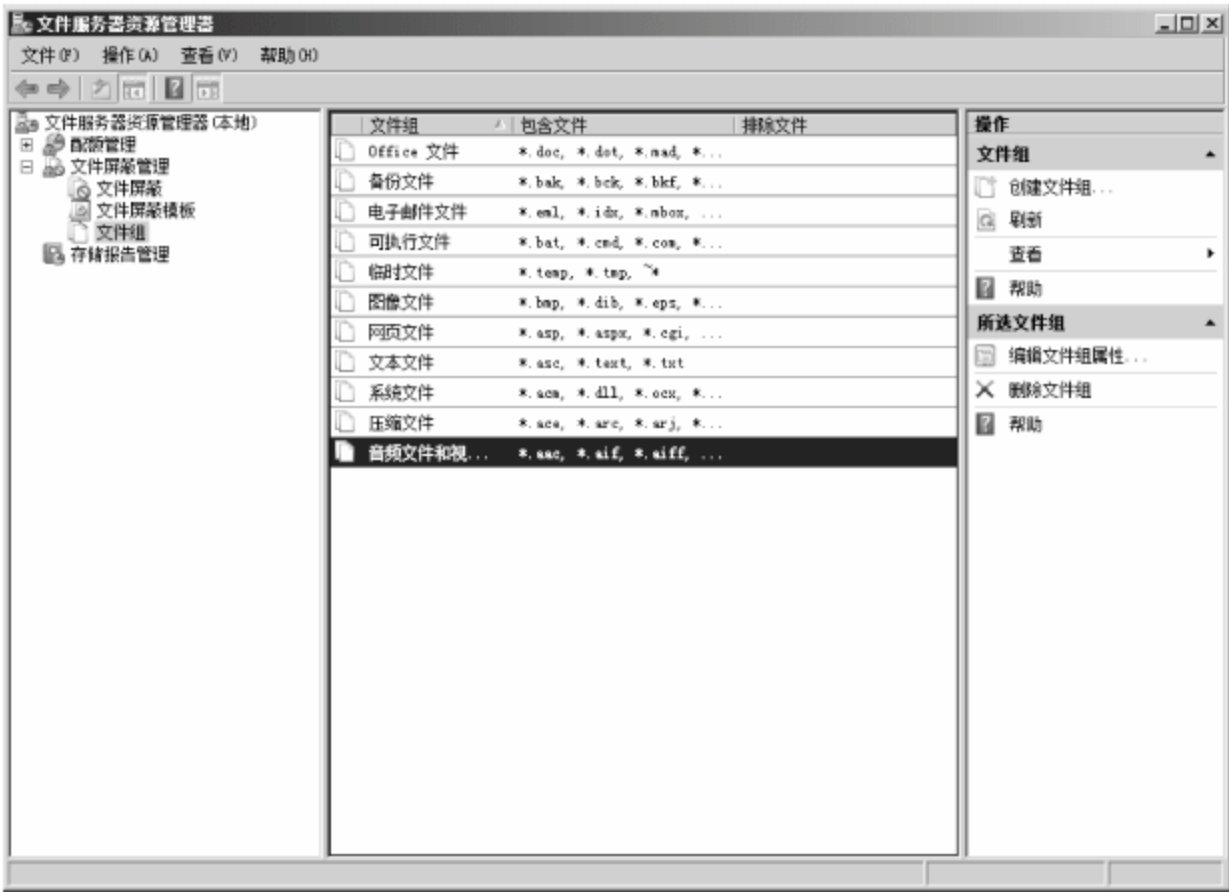 文件服务器资源管理器
文件(F) 操作(A) 查看(V) 帮助(H)
文件服务器资源管理器(本地)
配额管理
文件屏蔽管理
文件屏蔽
文件屏蔽模板
文件组
存储报告管理
文件组 包含文件 排除文件
Office 文件 *.doc, *.dot, *.mad, *...
备份文件 *.bak, *.bck, *.bkf, *...
电子邮件文件 *.eml, *.idx, *.mbox, ...
可执行文件 *.bat, *.cmd, *.com, *...
临时文件 *.temp, *.tmp, ~*
图像文件 *.bmp, *.dib, *.eps, *...
网页文件 *.asp, *.aspx, *.cgi, ...
文本文件 *.asc, *.text, *.txt
系统文件 *.acm, *.dll, *.ocx, *...
压缩文件 *.ace, *.arc, *.arj, *...
音频文件和视... *.aac, *.aif, *.aiff, ...
操作
文件组
创建文件组...
刷新
查看
帮助
所选文件组
编辑文件组属性...
删除文件组
帮助